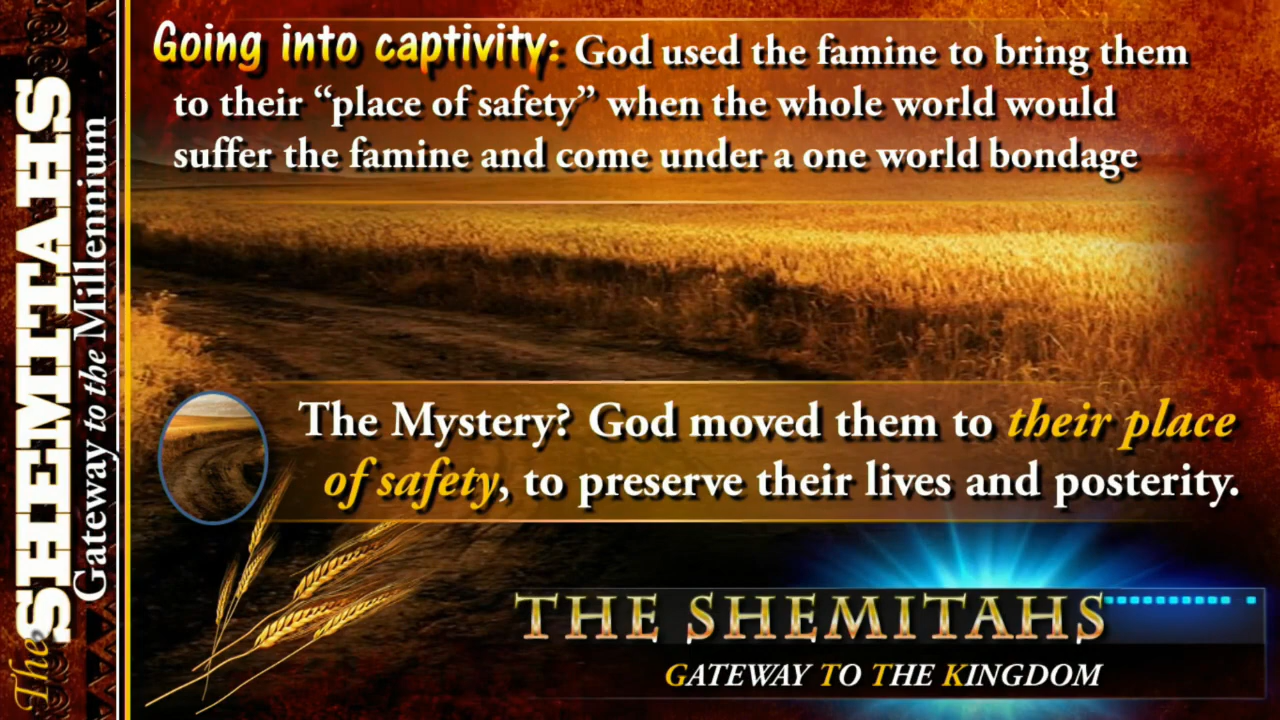 The SHEMITAHS
Gateway to the Millennium
Going into captivity: God used the famine to bring them
to their “place of safety” when the whole world would
suffer the famine and come under a one world bondage
The Mystery? God moved them to their place
of safety, to preserve their lives and posterity.
THE SHEMITAHS
GATEWAY TO THE KINGDOM